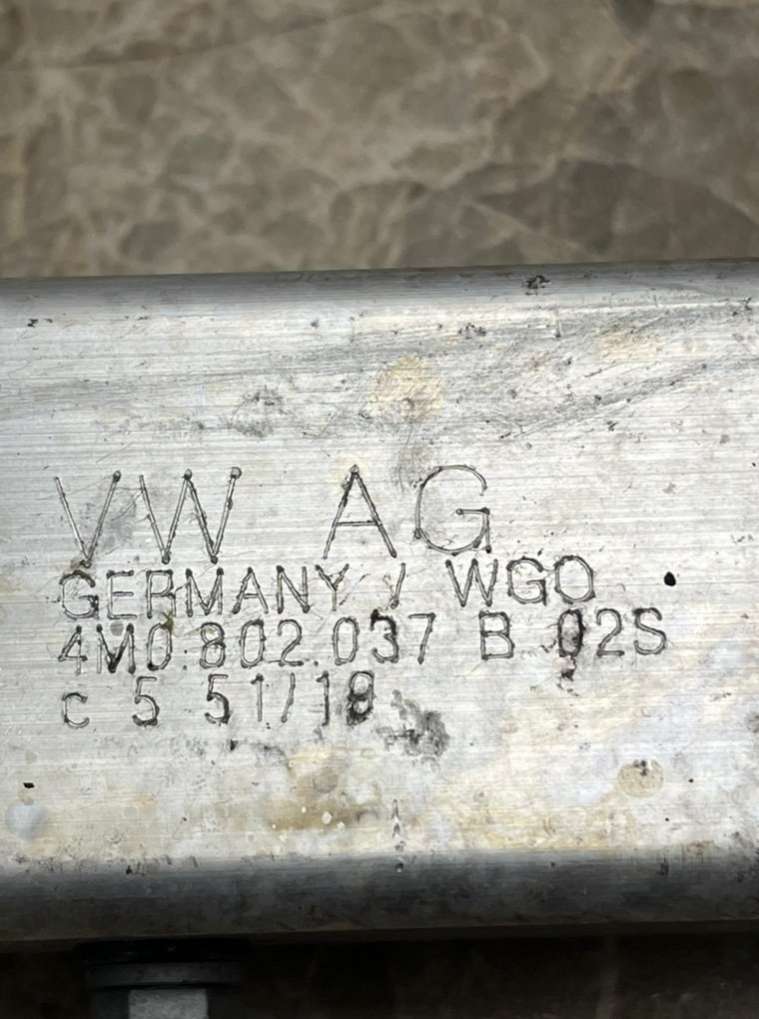 VW AG
GERMANY / WGO
4M0.802.037 B 02S
c 5 51/18